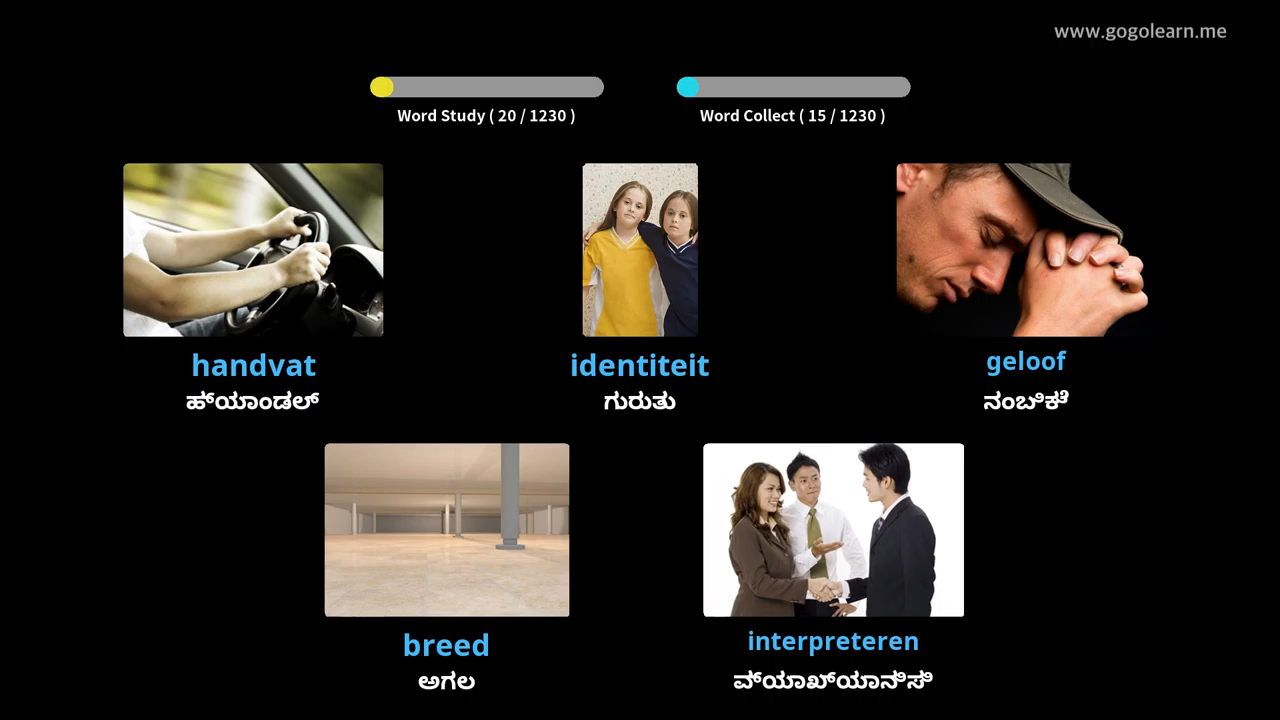 www.gogolearn.me
Word Study ( 20 / 1230 )
Word Collect ( 15 / 1230 )
handvat
ಹ್ಯಾಂಡಲ್
identiteit
ಗುರುತು
geloof
ನಂಬಿಕೆ
breed
ಅಗಲ
interpreteren
ವ್ಯಾಖ್ಯಾನಿಸಿ